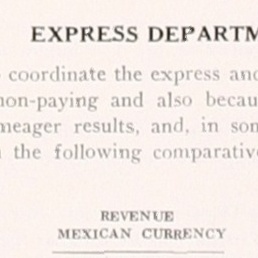 EXPRESS DEPARTM
coordinate the express and
non-paying and also becau
meager results, and, in son
the following comparative
REVENUE
MEXICAN CURRENCY